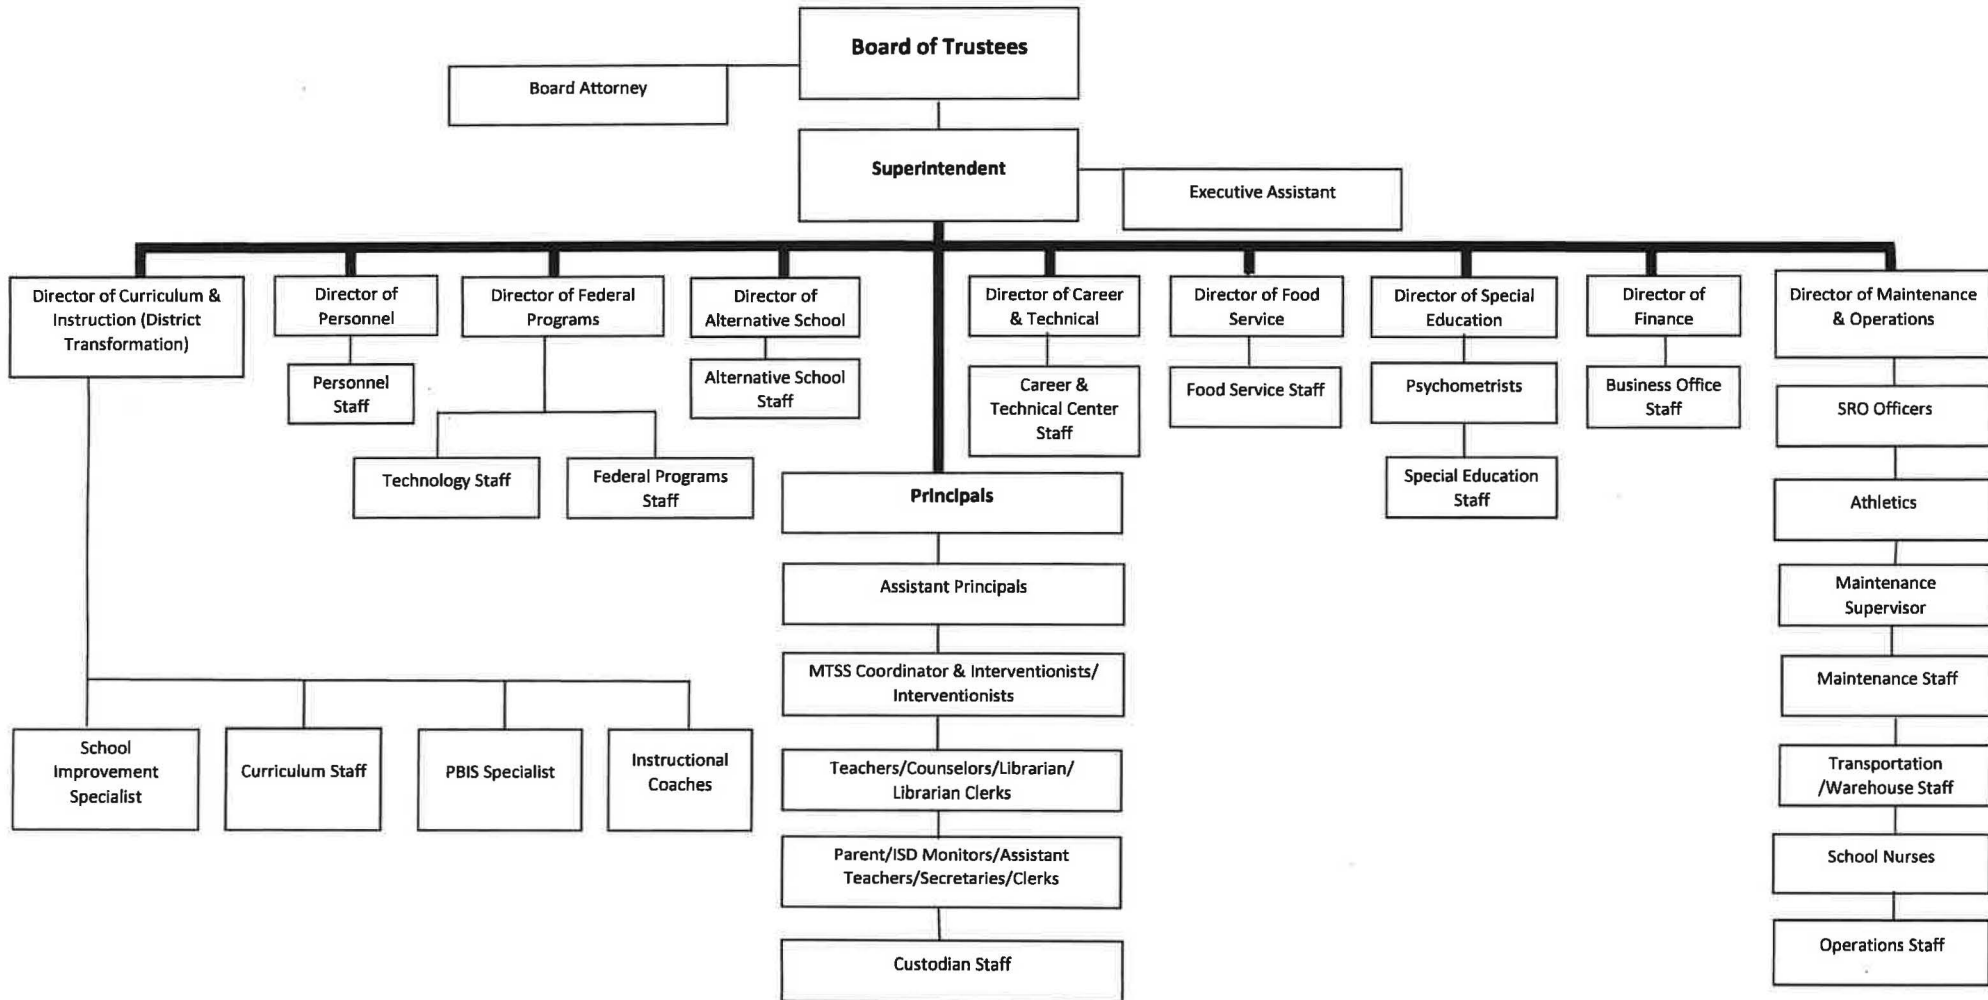 Board of Trustees
Board Attorney
Superintendent
Executive Assistant
Director of Curriculum &
Instruction (District
Transformation)
Director of
Personnel
Director of Federal
Programs
Director of
Alternative School
Director of Career
& Technical
Director of Food
Service
Director of Special
Education
Director of
Finance
Director of Maintenance
& Operations
Personnel
Staff
Alternative School
Staff
Career &
Technical Center
Staff
Food Service Staff
Psychometrists
Business Office
Staff
SRO Officers
Technology Staff
Federal Programs
Staff
Principals
Special Education
Staff
Athletics
Assistant Principals
Maintenance
Supervisor
MTSS Coordinator & Interventionists/
Interventionists
Maintenance Staff
School
Improvement
Specialist
Curriculum Staff
PBIS Specialist
Instructional
Coaches
Teachers/Counselors/Librarian/
Librarian Clerks
Transportation
/Warehouse Staff
Parent/ISD Monitors/Assistant
Teachers/Secretaries/Clerks
School Nurses
Custodian Staff
Operations Staff